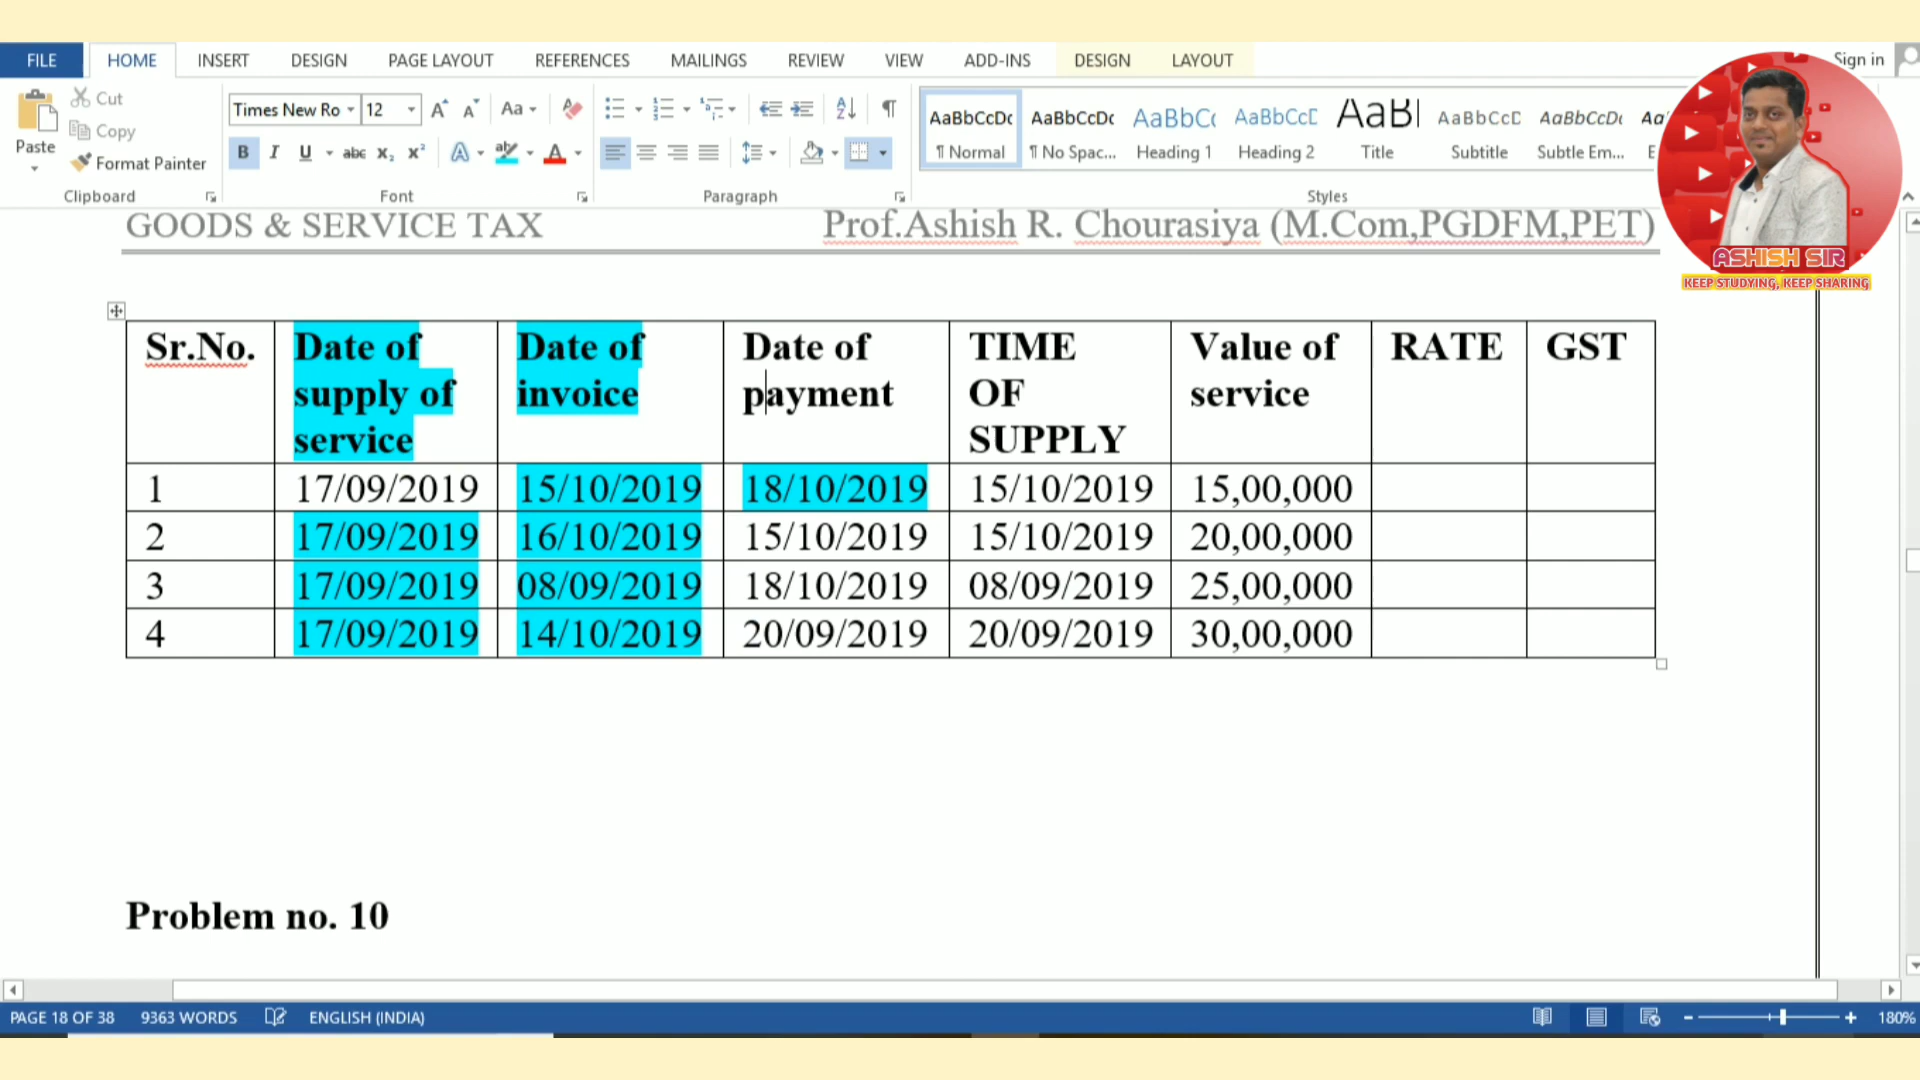 FILE HOME INSERT DESIGN PAGE LAYOUT REFERENCES MAILINGS REVIEW VIEW ADD-INS DESIGN LAYOUT Sign in
Cut
Copy
Format Painter
Paste
Clipboard
Times New Ro 12
Font
Paragraph
AaBbCcDc AaBbCcDc AaBbC AaBbCcD AaB AaBbCcD AaBbCcDc Aa
¶ Normal ¶ No Spac... Heading 1 Heading 2 Title Subtitle Subtle Em... E
Styles
ASHISH SIR
KEEP STUDYING, KEEP SHARING
GOODS & SERVICE TAX Prof.Ashish R. Chourasiya (M.Com,PGDFM,PET)
Sr.No. Date of supply of service Date of invoice Date of payment TIME OF SUPPLY Value of service RATE GST
1 17/09/2019 15/10/2019 18/10/2019 15/10/2019 15,00,000
2 17/09/2019 16/10/2019 15/10/2019 15/10/2019 20,00,000
3 17/09/2019 08/09/2019 18/10/2019 08/09/2019 25,00,000
4 17/09/2019 14/10/2019 20/09/2019 20/09/2019 30,00,000
Problem no. 10
PAGE 18 OF 38 9363 WORDS ENGLISH (INDIA) 180%